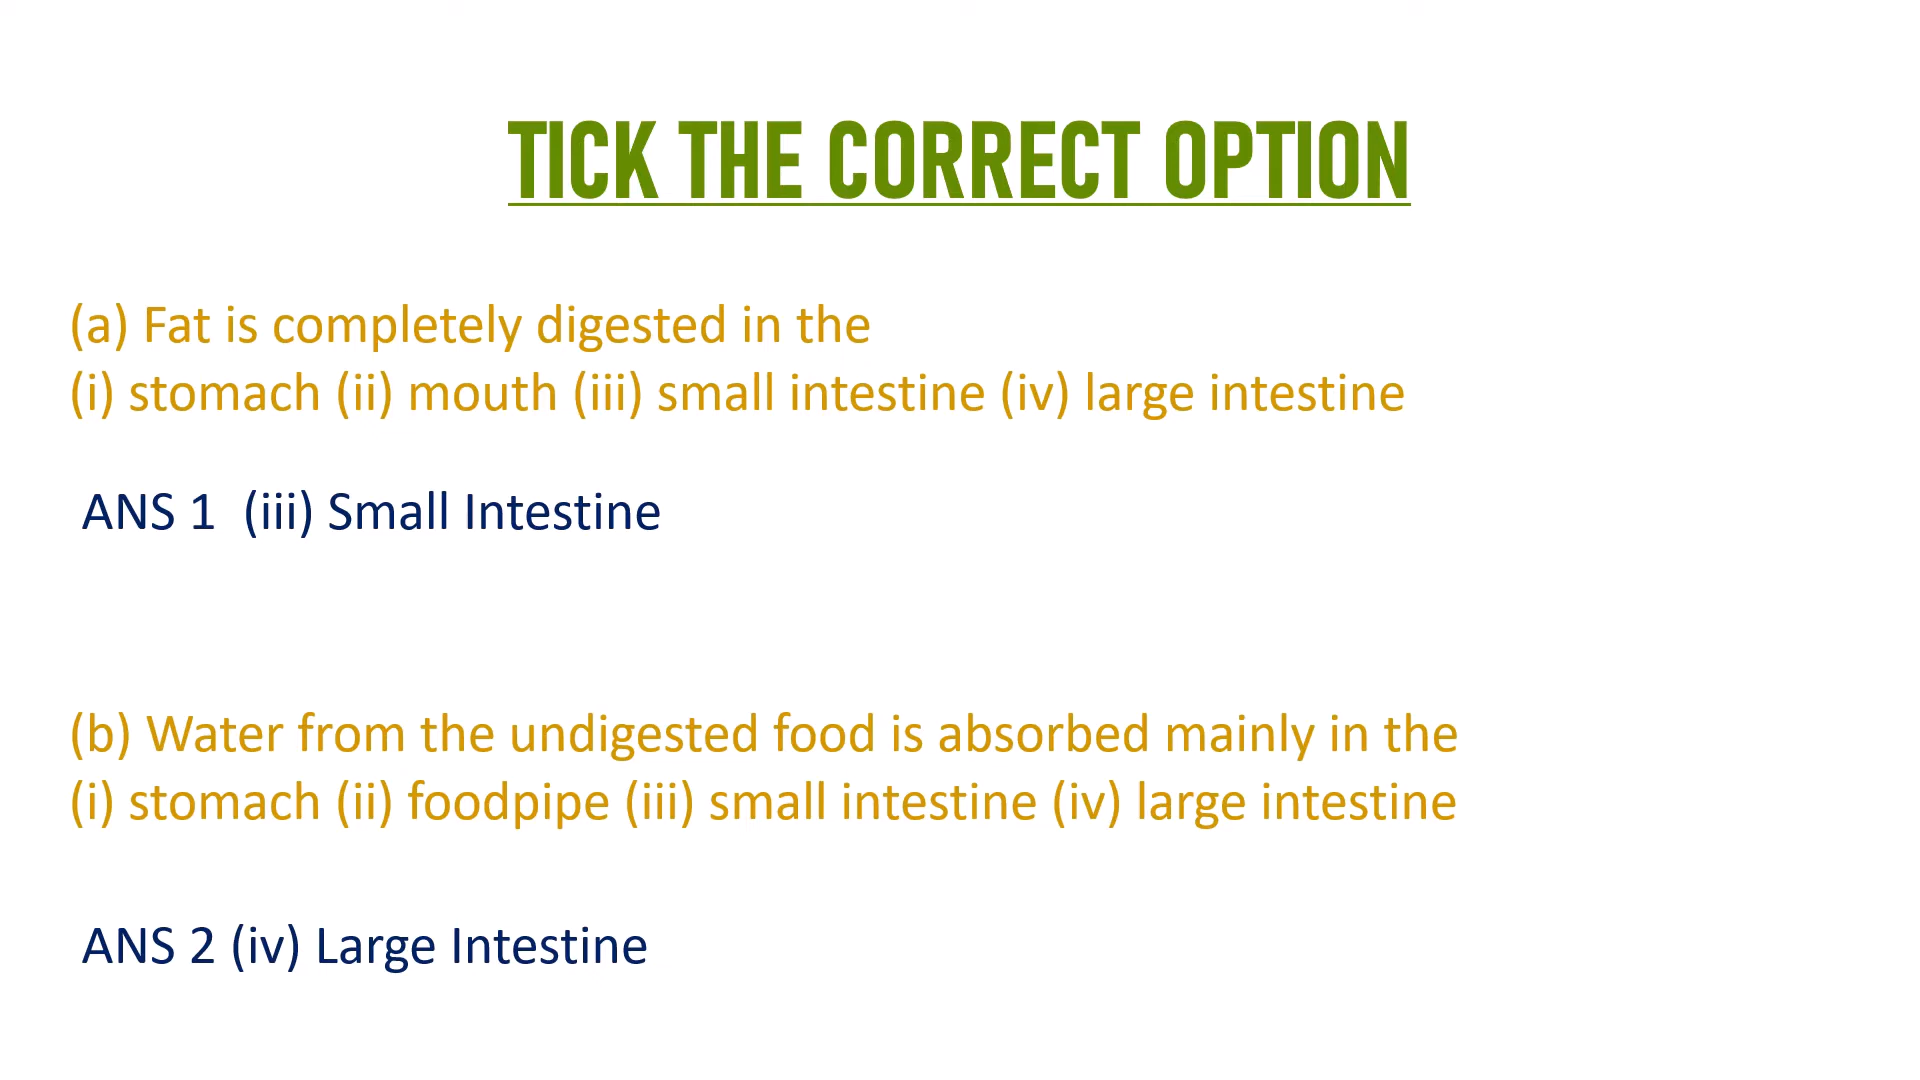 TICK THE CORRECT OPTION
(a) Fat is completely digested in the
(i) stomach (ii) mouth (iii) small intestine (iv) large intestine
ANS 1  (iii) Small Intestine
(b) Water from the undigested food is absorbed mainly in the
(i) stomach (ii) foodpipe (iii) small intestine (iv) large intestine
ANS 2 (iv) Large Intestine